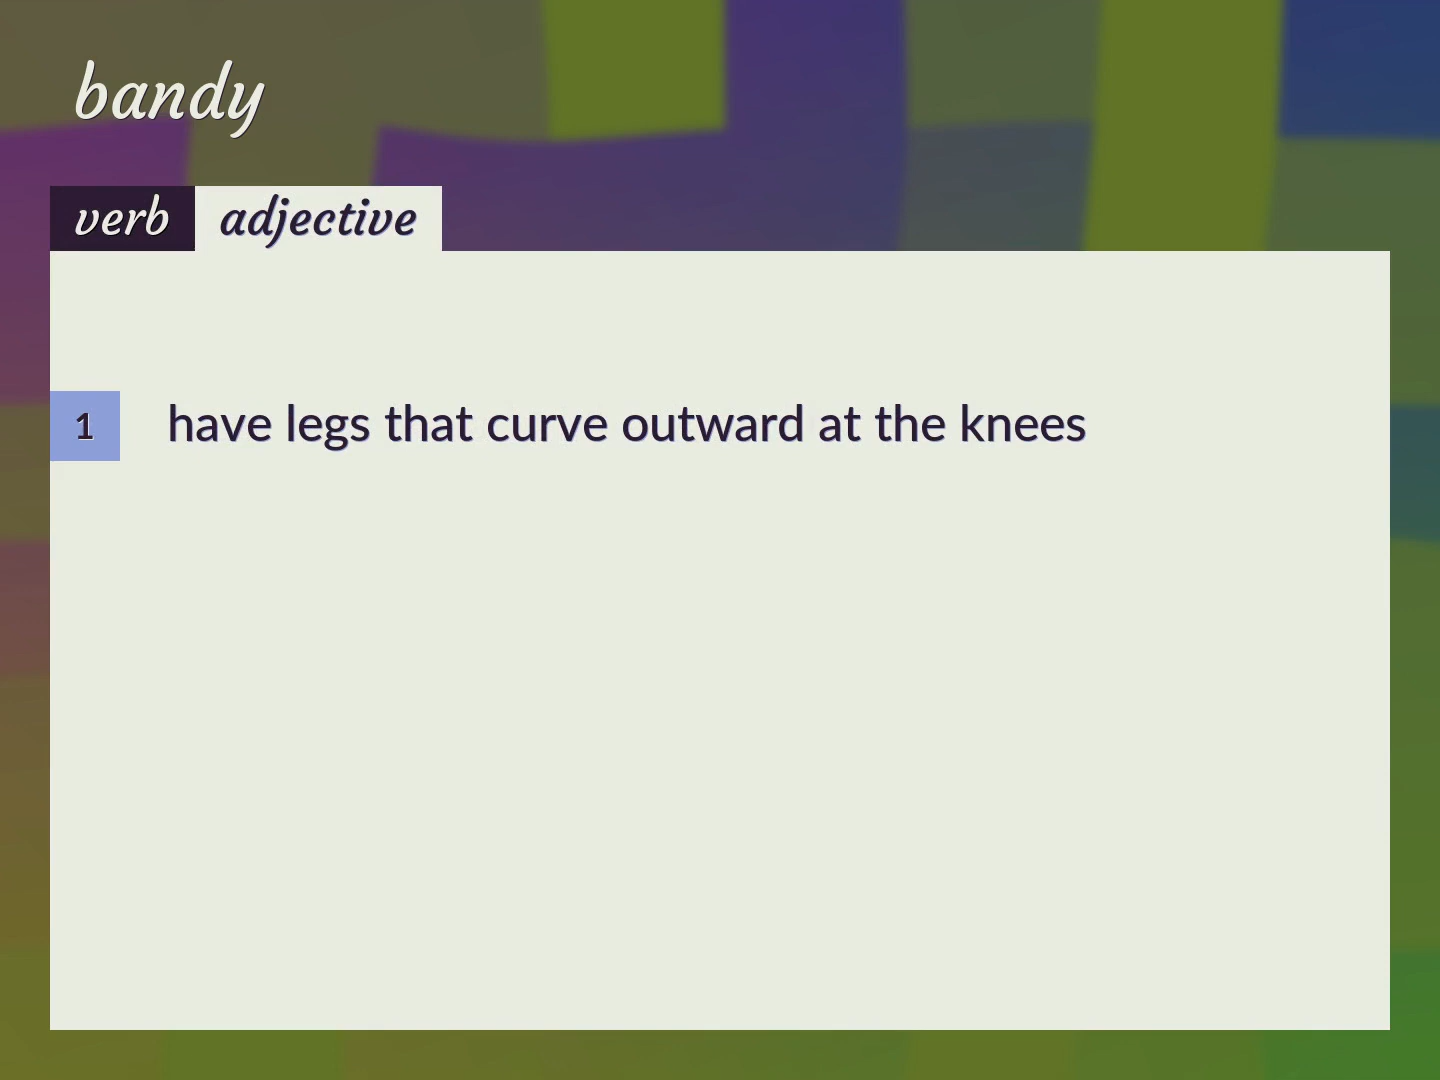 bandy
verb adjective
1 have legs that curve outward at the knees